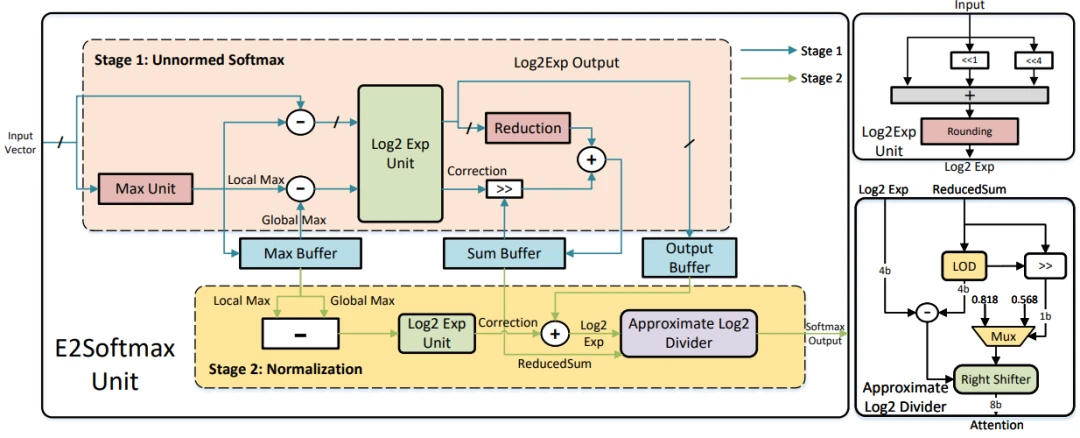 Stage 1: Unnormed Softmax
Log2Exp Output
Stage 1
Stage 2
Input
Vector
Log2 Exp
Unit
Reduction
+
Max Unit
Local Max
Global Max
Correction
>>
Max Buffer
Sum Buffer
Output
Buffer
Local Max
Global Max
Log2 Exp
Unit
Correction
+
Log2
Exp
ReducedSum
Approximate Log2
Divider
Softmax
Output
Stage 2: Normalization
E2Softmax
Unit
Input
<<1
<<4
+
Rounding
Log2Exp
Unit
Log2 Exp
Log2 Exp
ReducedSum
LOD
>>
4b
4b
0.818
0.568
1b
Mux
Right Shifter
Approximate
Log2 Divider
8b
Attention